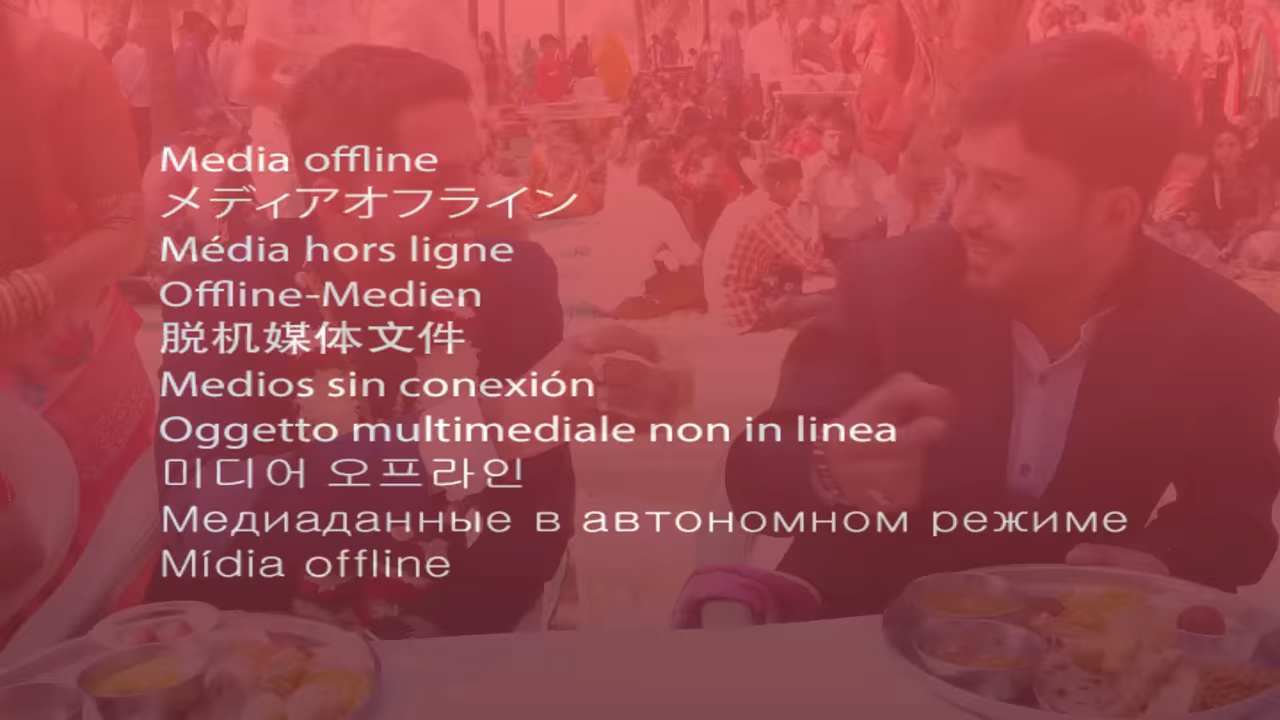 Media offline
メディアオフライン
Média hors ligne
Offline-Medien
脱机媒体文件
Medios sin conexión
Oggetto multimediale non in linea
미디어 오프라인
Медиаданные в автономном режиме
Mídia offline